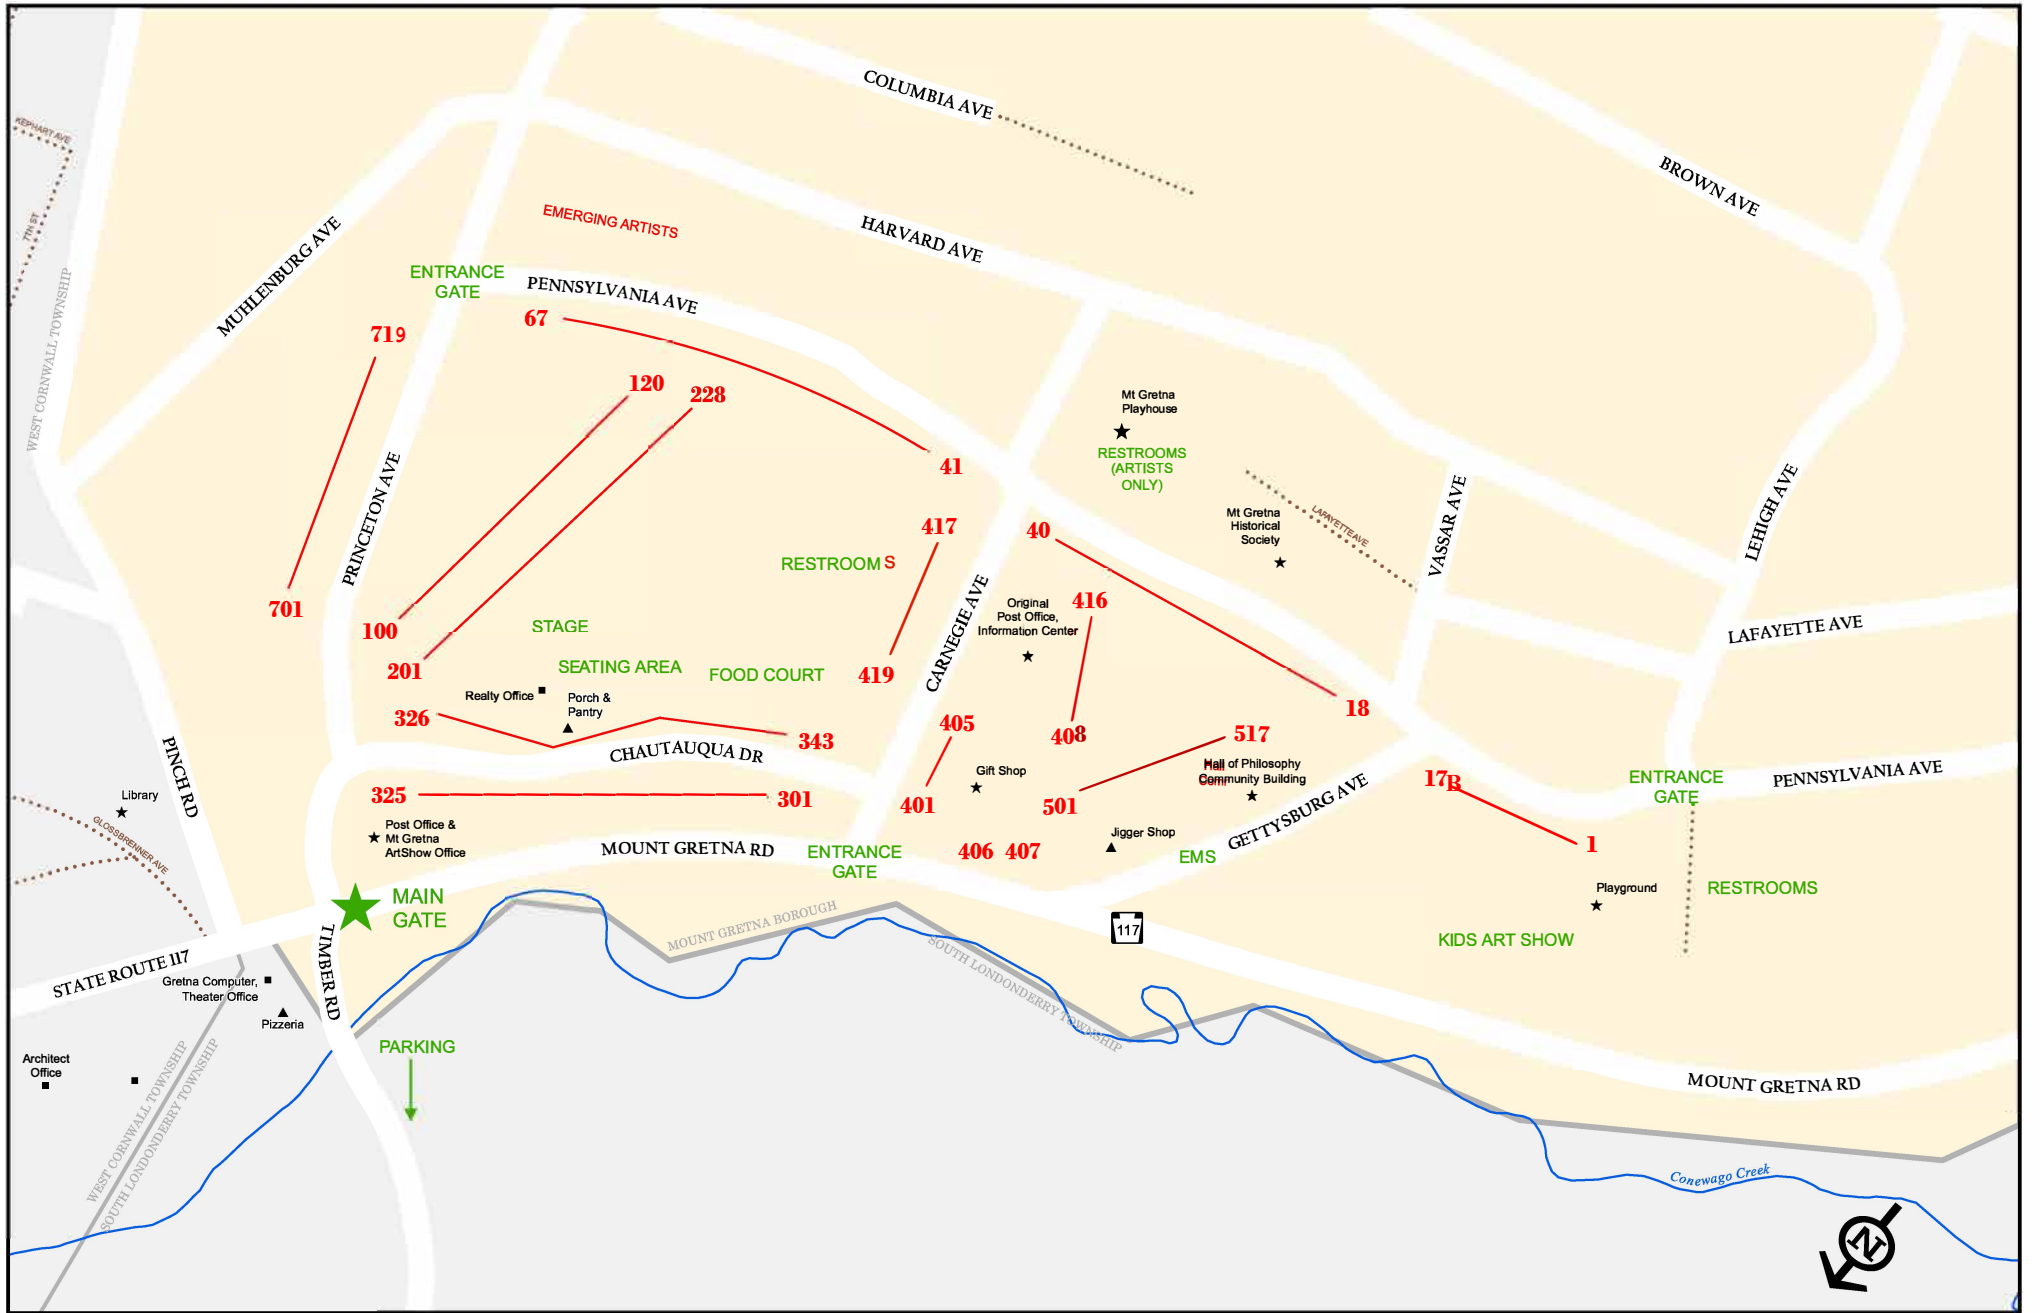 COLUMBIA AVE
KEPHART AVE
7TH ST
BROWN AVE
EMERGING ARTISTS
HARVARD AVE
MUHLENBURG AVE
WEST CORNWALL TOWNSHIP
ENTRANCE
GATE
PENNSYLVANIA AVE
67
719
120
228
Mt Gretna
Playhouse
RESTROOMS
(ARTISTS
ONLY)
41
PRINCETON AVE
417
40
Mt Gretna
Historical
Society
LAFAYETTE AVE
VASSAR AVE
LEHIGH AVE
RESTROOMS
701
100
STAGE
CARNEGIE AVE
Original
Post Office,
Information Center
416
LAFAYETTE AVE
201
SEATING AREA
FOOD COURT
419
Realty Office
Porch &
Pantry
326
343
405
408
18
517
CHAUTAUQUA DR
PINCH RD
Gift Shop
Hall of Philosophy
Community Building
17B
ENTRANCE
GATE
PENNSYLVANIA AVE
Library
325
301
401
501
GETTYSBURG AVE
GLOSSBRENNER AVE
Post Office &
Mt Gretna
ArtShow Office
MOUNT GRETNA RD
ENTRANCE
GATE
406 407
Jigger Shop
EMS
1
Playground
RESTROOMS
MAIN
GATE
MOUNT GRETNA BOROUGH
117
KIDS ART SHOW
STATE ROUTE 117
TIMBER RD
SOUTH LONDONDERRY TOWNSHIP
Gretna Computer,
Theater Office
Pizzeria
PARKING
Architect
Office
WEST CORNWALL TOWNSHIP
SOUTH LONDONDERRY TOWNSHIP
MOUNT GRETNA RD
Conewago Creek
N